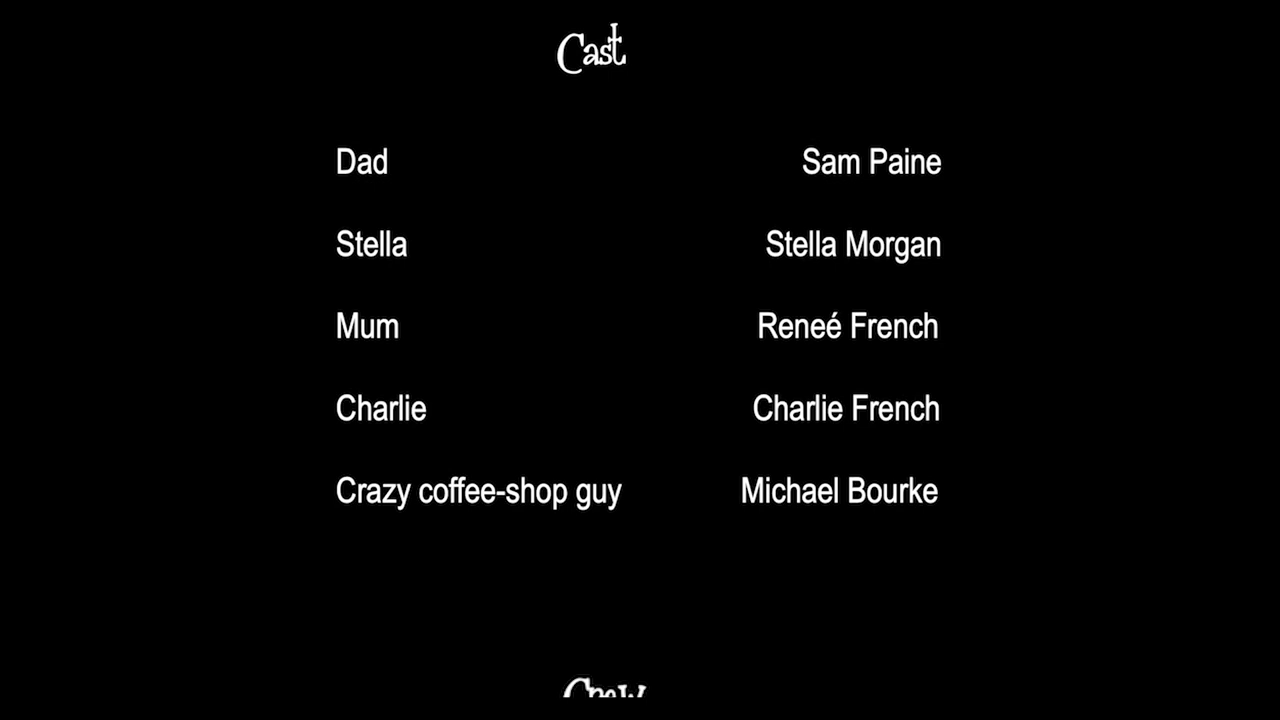 Cast
Dad Sam Paine
Stella Stella Morgan
Mum Reneé French
Charlie Charlie French
Crazy coffee-shop guy Michael Bourke
Crew